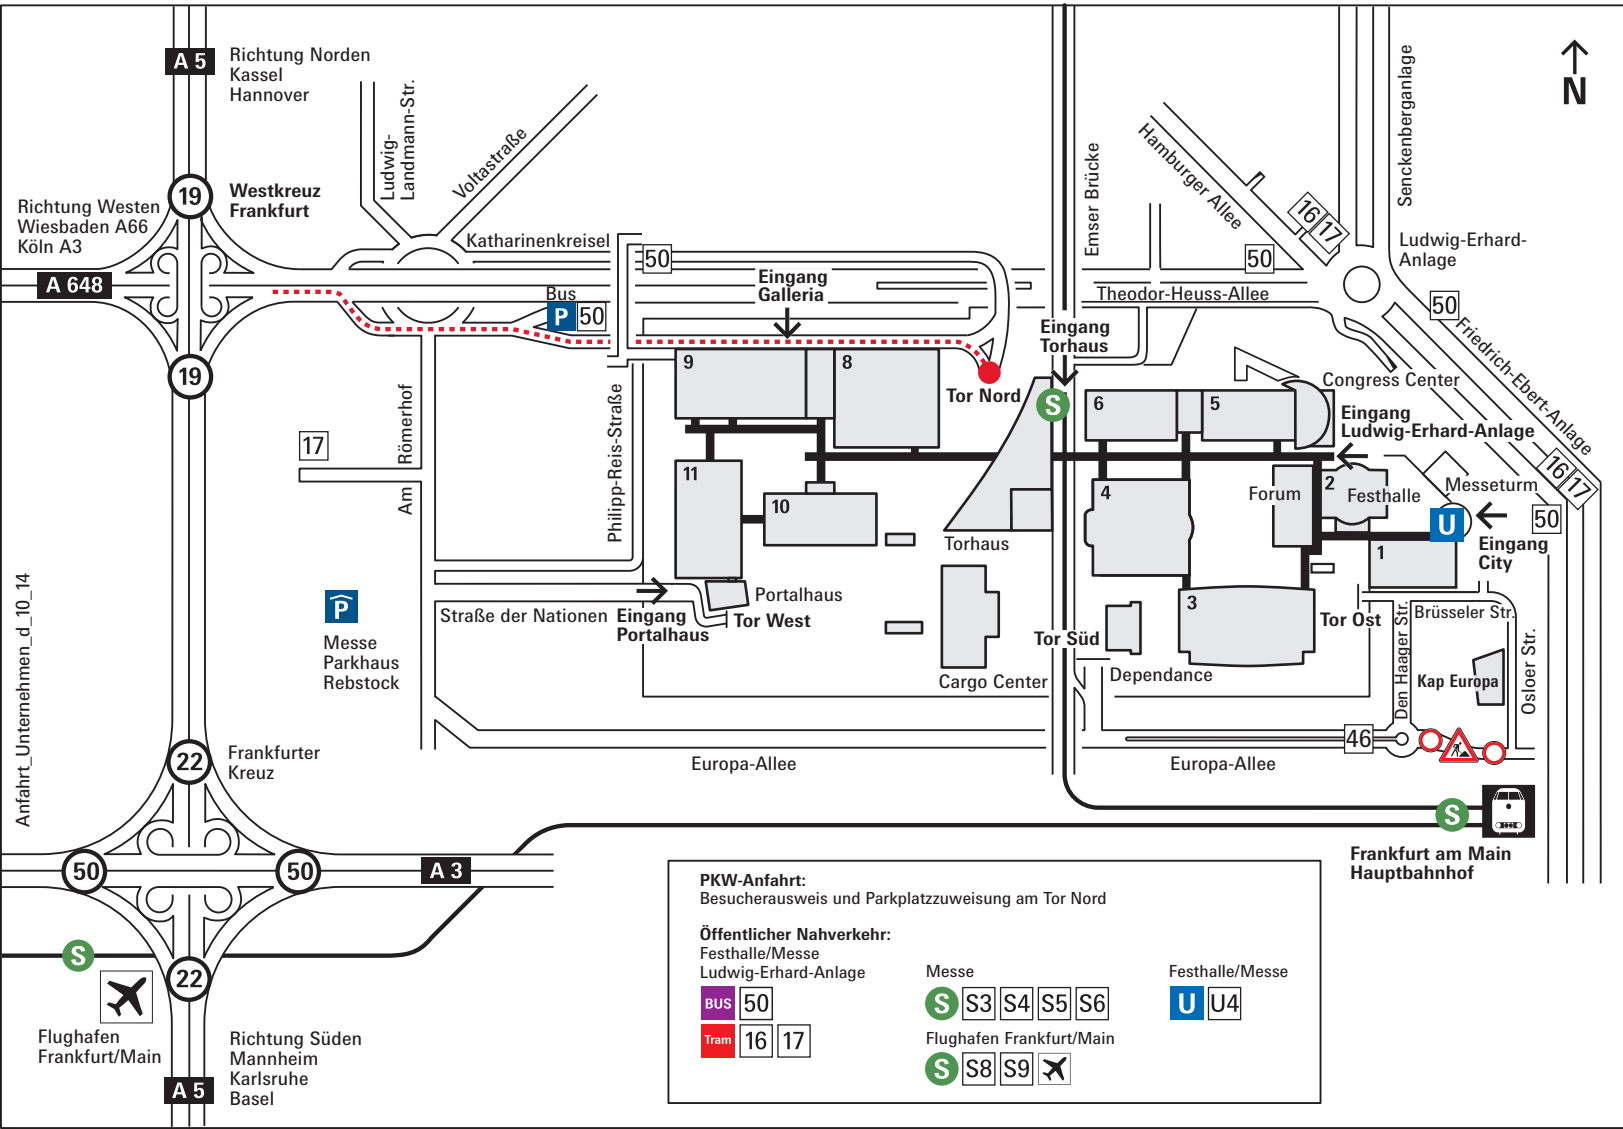 A 5
Richtung Norden
Kassel
Hannover
Ludwig-
Landmann-Str.
Voltastraße
Emser Brücke
Hamburger Allee
16 17
Senckenberganlage
N
19
Westkreuz
Frankfurt
Richtung Westen
Wiesbaden A66
Köln A3
A 648
Katharinenkreisel
50
Eingang
Galleria
Bus
P 50
50
Theodor-Heuss-Allee
Ludwig-Erhard-
Anlage
50
Friedrich-Ebert-Anlage
Eingang
Torhaus
19
9
8
Tor Nord
S
6
5
Congress Center
Eingang
Ludwig-Erhard-Anlage
17
Am Römerhof
Philipp-Reis-Straße
11
10
4
Forum
2
Festhalle
Messeturm
16 17
50
U
Eingang
City
1
Torhaus
Anfahrt_Unternehmen_d_10_14
P
Messe
Parkhaus
Rebstock
Straße der Nationen
Eingang
Portalhaus
Portalhaus
Tor West
3
Tor Süd
Tor Ost
Den Haager Str.
Brüsseler Str.
Osloer Str.
Kap Europa
Cargo Center
Dependance
22
Frankfurter
Kreuz
Europa-Allee
Europa-Allee
46
S
Frankfurt am Main
Hauptbahnhof
50
50
A 3
S
22
Flughafen
Frankfurt/Main
Richtung Süden
Mannheim
Karlsruhe
Basel
A 5
PKW-Anfahrt:
Besucherausweis und Parkplatzzuweisung am Tor Nord
Öffentlicher Nahverkehr:
Festhalle/Messe
Ludwig-Erhard-Anlage
BUS 50
Tram 16 17
Messe
S S3 S4 S5 S6
Flughafen Frankfurt/Main
S S8 S9
Festhalle/Messe
U U4